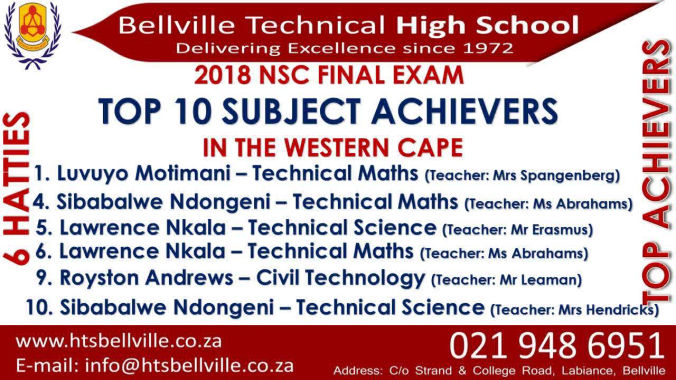 Bellville Technical High School
Delivering Excellence since 1972
2018 NSC FINAL EXAM
TOP 10 SUBJECT ACHIEVERS
IN THE WESTERN CAPE
6 HATTIES
1. Luvuyo Motimani – Technical Maths (Teacher: Mrs Spangenberg)
4. Sibabalwe Ndongeni – Technical Maths (Teacher: Ms Abrahams)
5. Lawrence Nkala – Technical Science (Teacher: Mr Erasmus)
6. Lawrence Nkala – Technical Maths (Teacher: Ms Abrahams)
9. Royston Andrews – Civil Technology (Teacher: Mr Leaman)
10. Sibabalwe Ndongeni – Technical Science (Teacher: Mrs Hendricks)
TOP ACHIEVERS
www.htsbellville.co.za
E-mail: info@htsbellville.co.za
021 948 6951
Address: C/o Strand & College Road, Labiance, Bellville